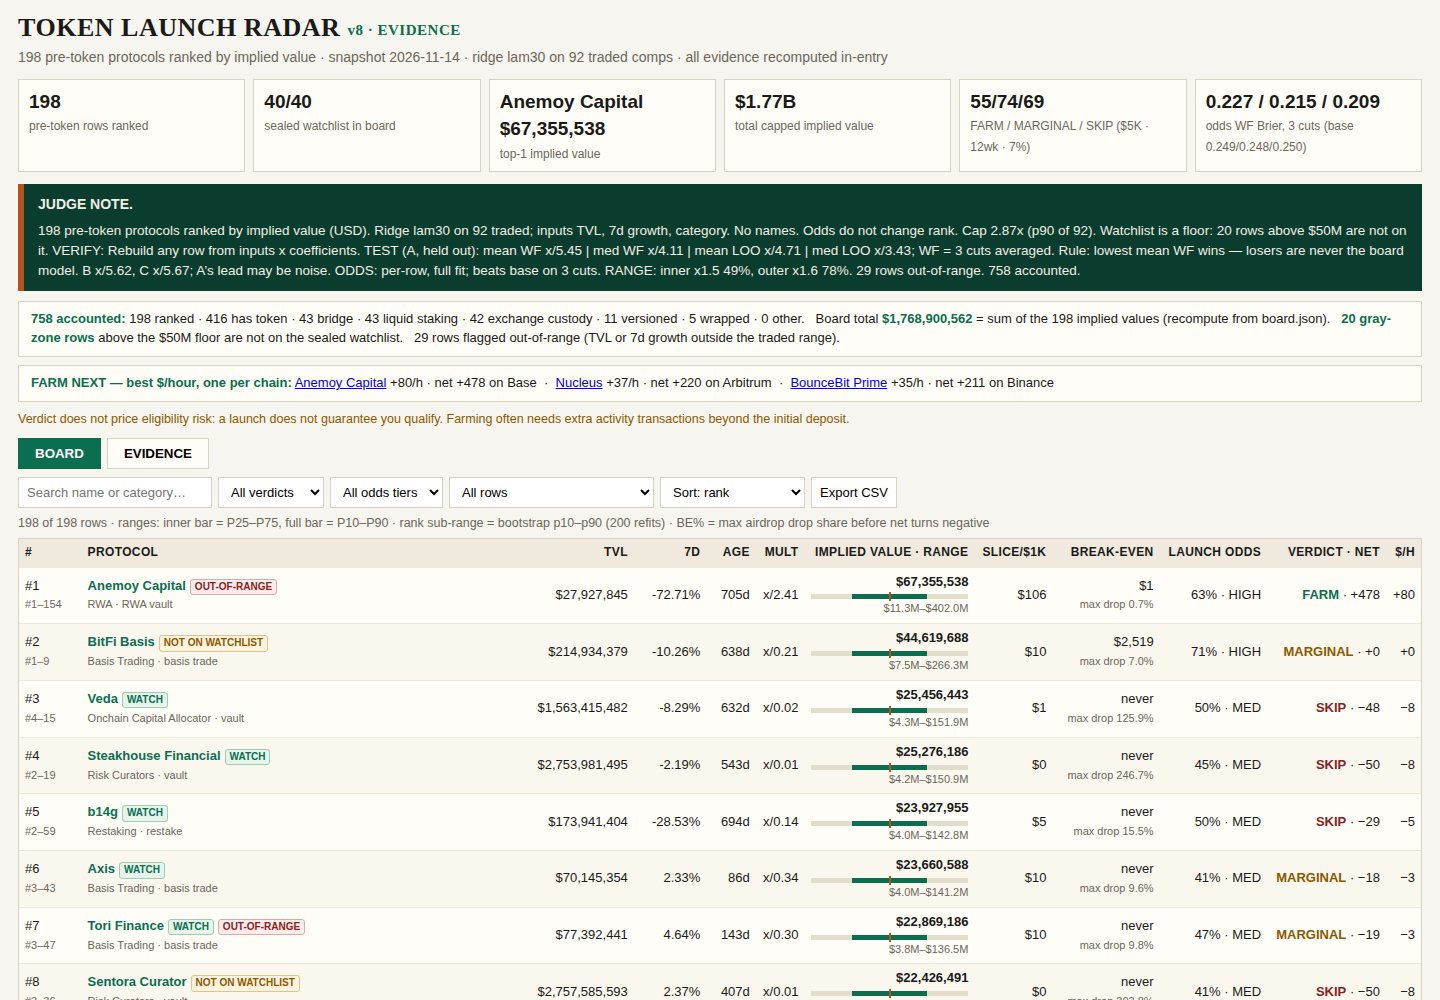 TOKEN LAUNCH RADAR v8 · EVIDENCE
198 pre-token protocols ranked by implied value · snapshot 2026-11-14 · ridge lam30 on 92 traded comps · all evidence recomputed in-entry
198
pre-token rows ranked
40/40
sealed watchlist in board
Anemoy Capital
$67,355,538
top-1 implied value
$1.77B
total capped implied value
55/74/69
FARM / MARGINAL / SKIP ($5K ·
12wk · 7%)
0.227 / 0.215 / 0.209
odds WF Brier, 3 cuts (base
0.249/0.248/0.250)
JUDGE NOTE.
198 pre-token protocols ranked by implied value (USD). Ridge lam30 on 92 traded; inputs TVL, 7d growth, category. No names. Odds do not change rank. Cap 2.87x (p90 of 92). Watchlist is a floor: 20 rows above $50M are not on
it. VERIFY: Rebuild any row from inputs x coefficients. TEST (A, held out): mean WF x/5.45 | med WF x/4.11 | mean LOO x/4.71 | med LOO x/3.43; WF = 3 cuts averaged. Rule: lowest mean WF wins — losers are never the board
model. B x/5.62, C x/5.67; A's lead may be noise. ODDS: per-row, full fit; beats base on 3 cuts. RANGE: inner x1.5 49%, outer x1.6 78%. 29 rows out-of-range. 758 accounted.
758 accounted: 198 ranked · 416 has token · 43 bridge · 43 liquid staking · 42 exchange custody · 11 versioned · 5 wrapped · 0 other. Board total $1,768,900,562 = sum of the 198 implied values (recompute from board.json). 20 gray-
zone rows above the $50M floor are not on the sealed watchlist. 29 rows flagged out-of-range (TVL or 7d growth outside the traded range).
FARM NEXT — best $/hour, one per chain: Anemoy Capital +80/h · net +478 on Base · Nucleus +37/h · net +220 on Arbitrum · BounceBit Prime +35/h · net +211 on Binance
Verdict does not price eligibility risk: a launch does not guarantee you qualify. Farming often needs extra activity transactions beyond the initial deposit.
BOARD EVIDENCE
Search name or category… All verdicts All odds tiers All rows Sort: rank Export CSV
198 of 198 rows · ranges: inner bar = P25–P75, full bar = P10–P90 · rank sub-range = bootstrap p10–p90 (200 refits) · BE% = max airdrop drop share before net turns negative
# PROTOCOL TVL 7D AGE MULT IMPLIED VALUE · RANGE SLICE/$1K BREAK-EVEN LAUNCH ODDS VERDICT · NET $/H
#1 Anemoy Capital OUT-OF-RANGE $27,927,845 -72.71% 705d x/2.41 $67,355,538 $106 $1 63% · HIGH FARM · +478 +80
#1–154 RWA · RWA vault $11.3M–$402.0M max drop 0.7%
#2 BitFi Basis NOT ON WATCHLIST $214,934,379 -10.26% 638d x/0.21 $44,619,688 $10 $2,519 71% · HIGH MARGINAL · +0 +0
#1–9 Basis Trading · basis trade $7.5M–$266.3M max drop 7.0%
#3 Veda WATCH $1,563,415,482 -8.29% 632d x/0.02 $25,456,443 $1 never 50% · MED SKIP · −48 −8
#4–15 Onchain Capital Allocator · vault $4.3M–$151.9M max drop 125.9%
#4 Steakhouse Financial WATCH $2,753,981,495 -2.19% 543d x/0.01 $25,276,186 $0 never 45% · MED SKIP · −50 −8
#2–19 Risk Curators · vault $4.2M–$150.9M max drop 246.7%
#5 b14g WATCH $173,941,404 -28.53% 694d x/0.14 $23,927,955 $5 never 50% · MED SKIP · −29 −5
#2–59 Restaking · restake $4.0M–$142.8M max drop 15.5%
#6 Axis WATCH $70,145,354 2.33% 86d x/0.34 $23,660,588 $10 never 41% · MED MARGINAL · −18 −3
#3–43 Basis Trading · basis trade $4.0M–$141.2M max drop 9.6%
#7 Tori Finance WATCH OUT-OF-RANGE $77,392,441 4.64% 143d x/0.30 $22,869,186 $10 never 47% · MED MARGINAL · −19 −3
#3–47 Basis Trading · basis trade $3.8M–$136.5M max drop 9.8%
#8 Sentora Curator NOT ON WATCHLIST $2,757,585,593 2.37% 407d x/0.01 $22,426,491 $0 never 41% · MED SKIP · −50 −8